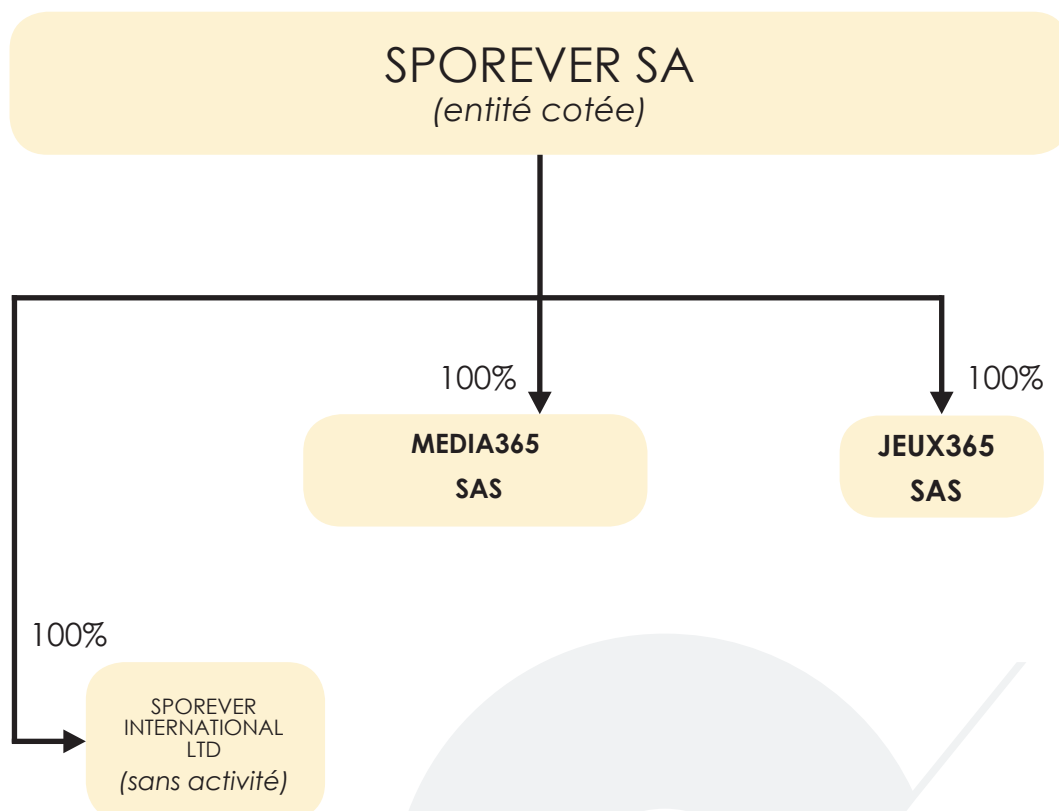 SPOREVER SA
(entité cotée)
100%
100%
MEDIA365
SAS
JEUX365
SAS
100%
SPOREVER
INTERNATIONAL
LTD
(sans activité)